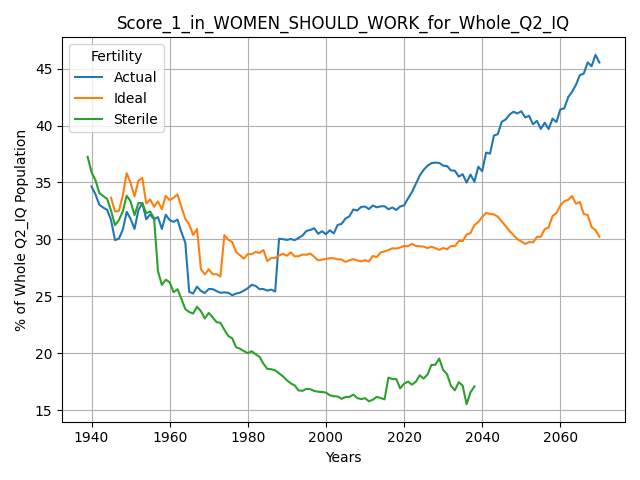 Score_1_in_WOMEN_SHOULD_WORK_for_Whole_Q2_IQ
Fertility
Actual
Ideal
Sterile
% of Whole Q2_IQ Population
45
40
35
30
25
20
15
1940 1960 1980 2000 2020 2040 2060
Years